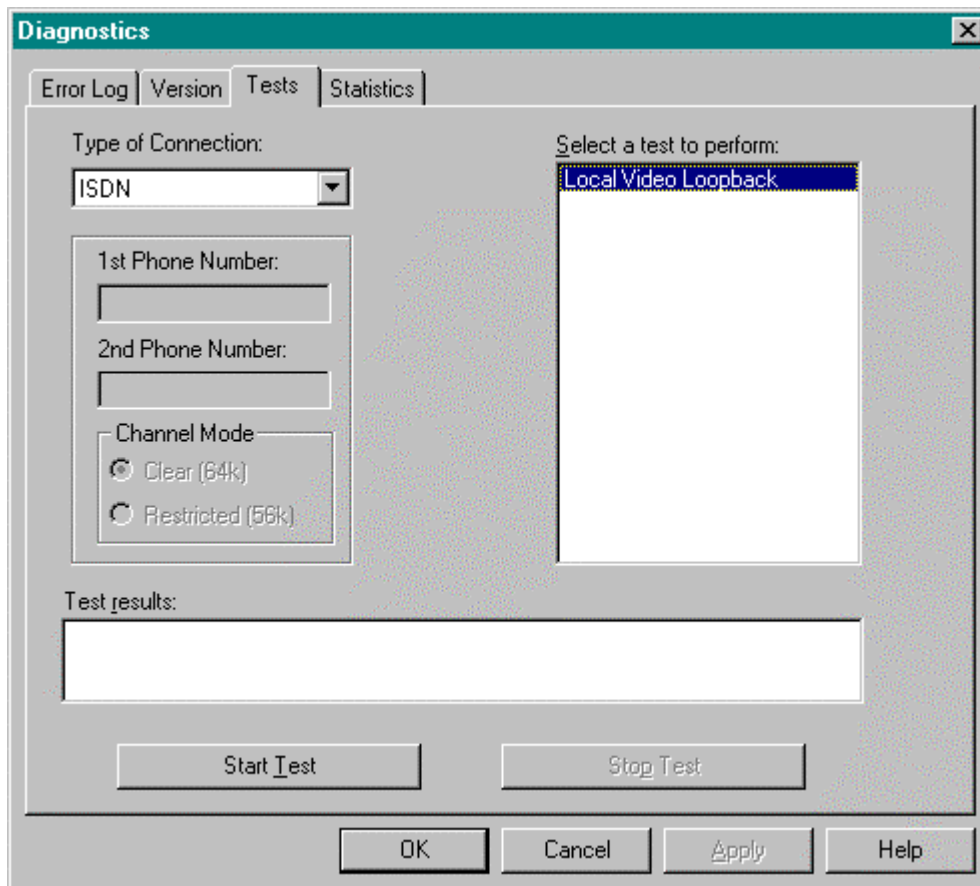 Diagnostics
Error Log
Version
Tests
Statistics
Type of Connection:
ISDN
1st Phone Number:
2nd Phone Number:
Channel Mode
Clear (64k)
Restricted (56k)
Select a test to perform:
Local Video Loopback
Test results:
Start Test
Stop Test
OK
Cancel
Apply
Help